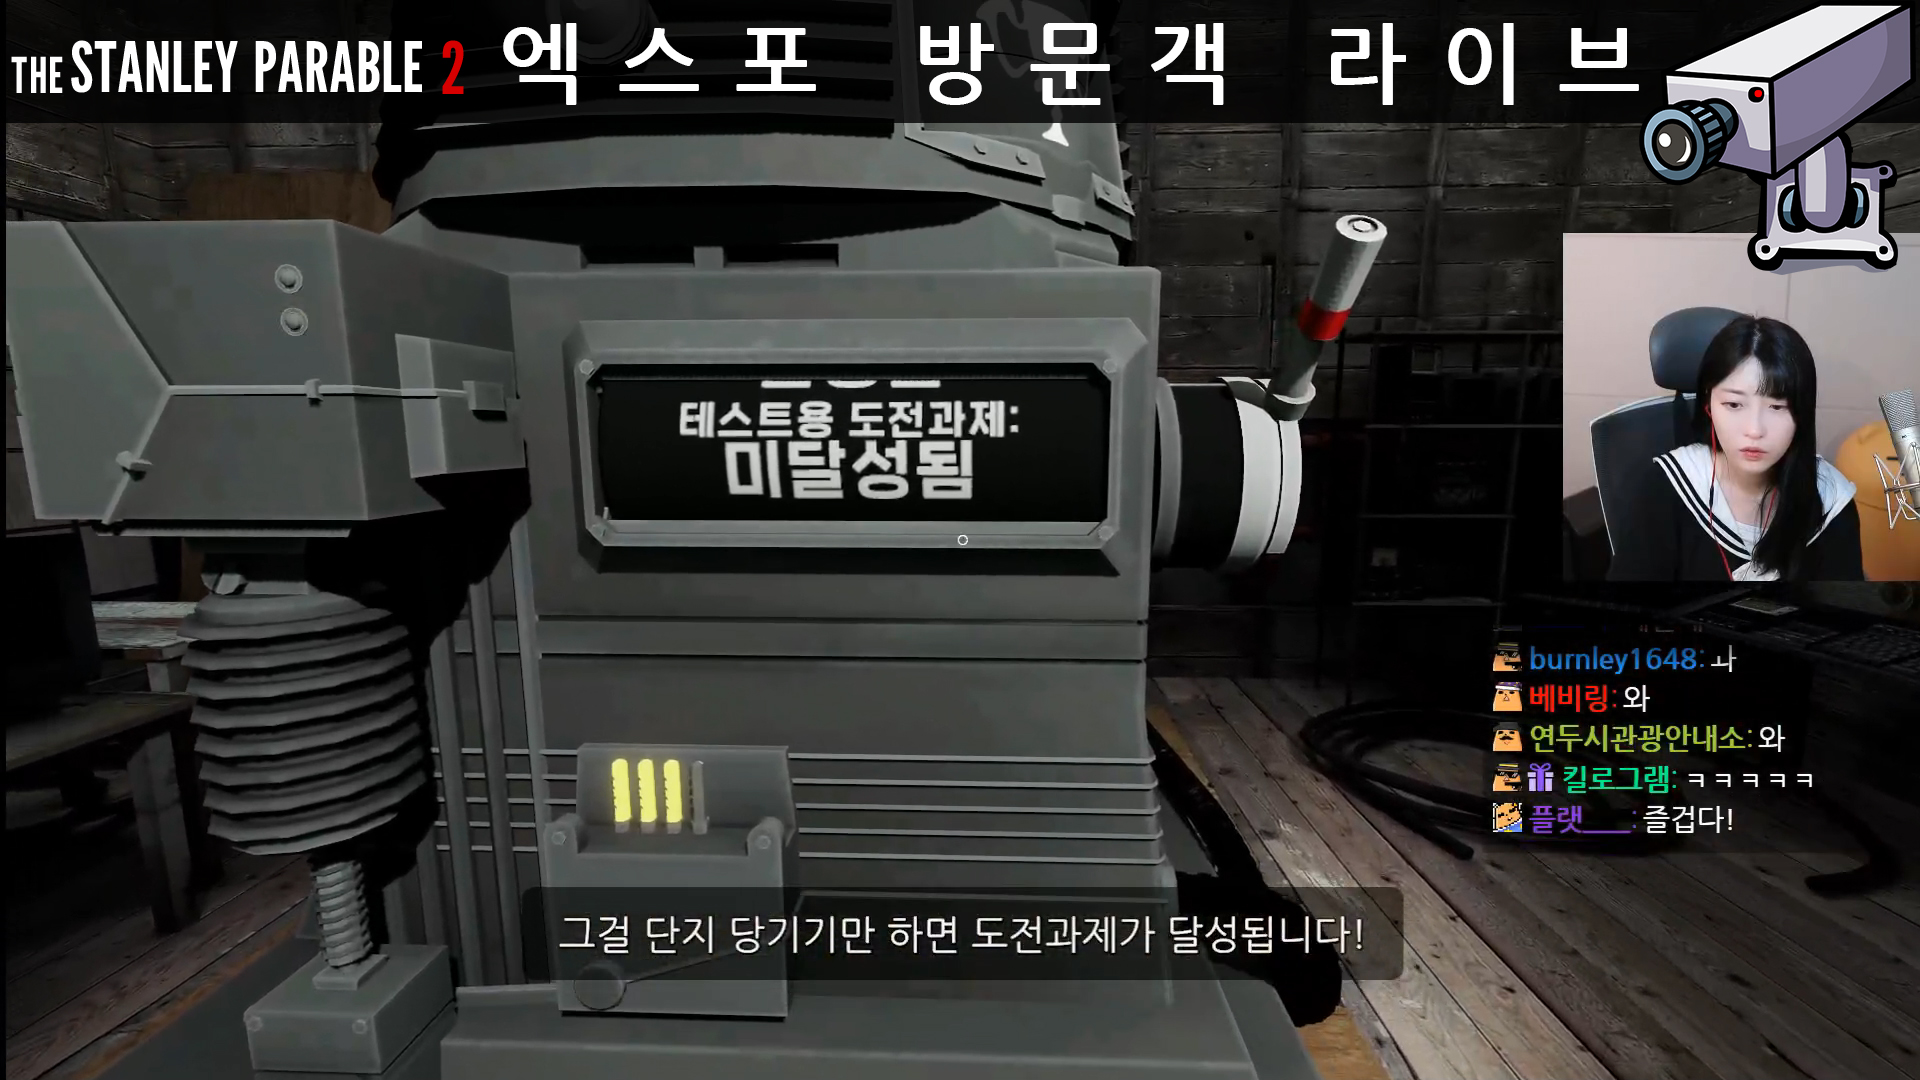 THE STANLEY PARABLE 2 엑스포 방문객 라이브
테스트용 도전과제:
미달성됨
burnley1648: ㅘ
베비링: 와
연두시관광안내소: 와
킬로그램: ㅋㅋㅋㅋㅋ
플랫___: 즐겁다!
그걸 단지 당기기만 하면 도전과제가 달성됩니다!